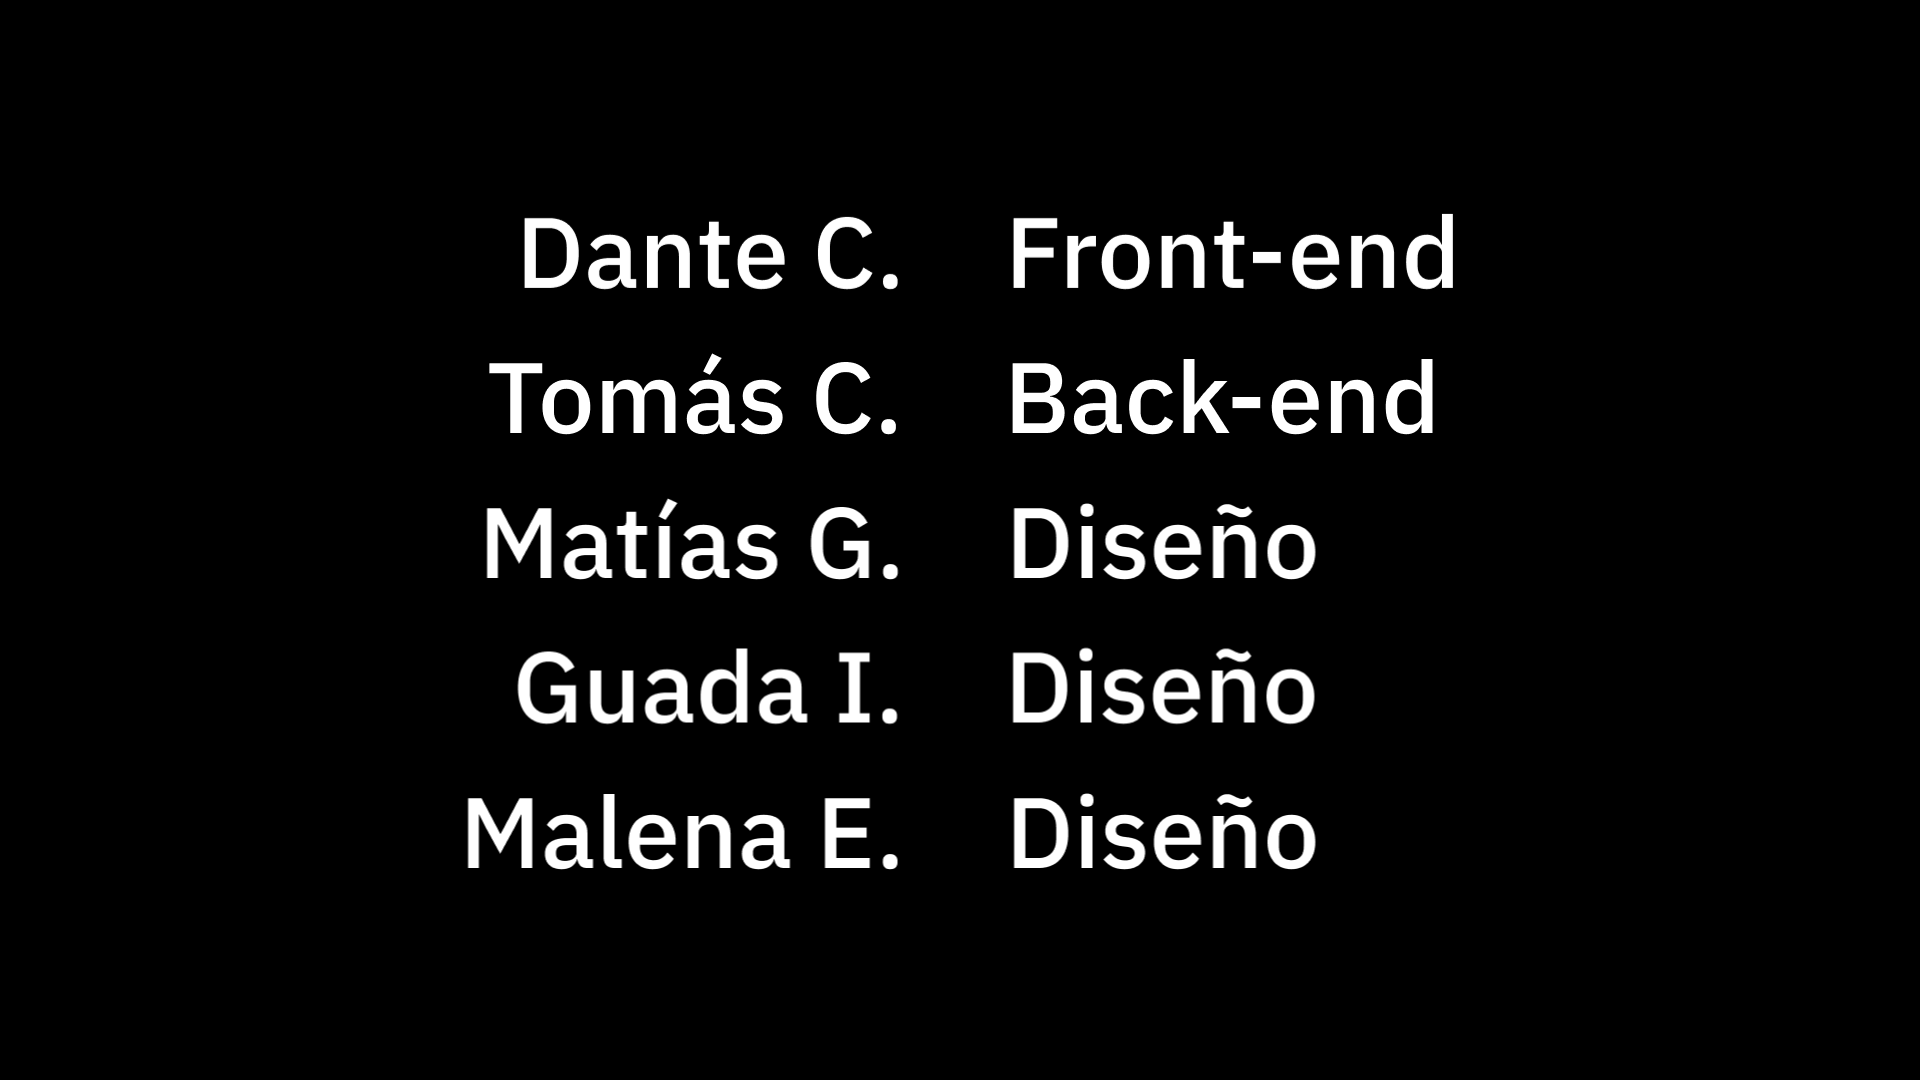 Dante C. Front-end
Tomás C. Back-end
Matías G. Diseño
Guada I. Diseño
Malena E. Diseño